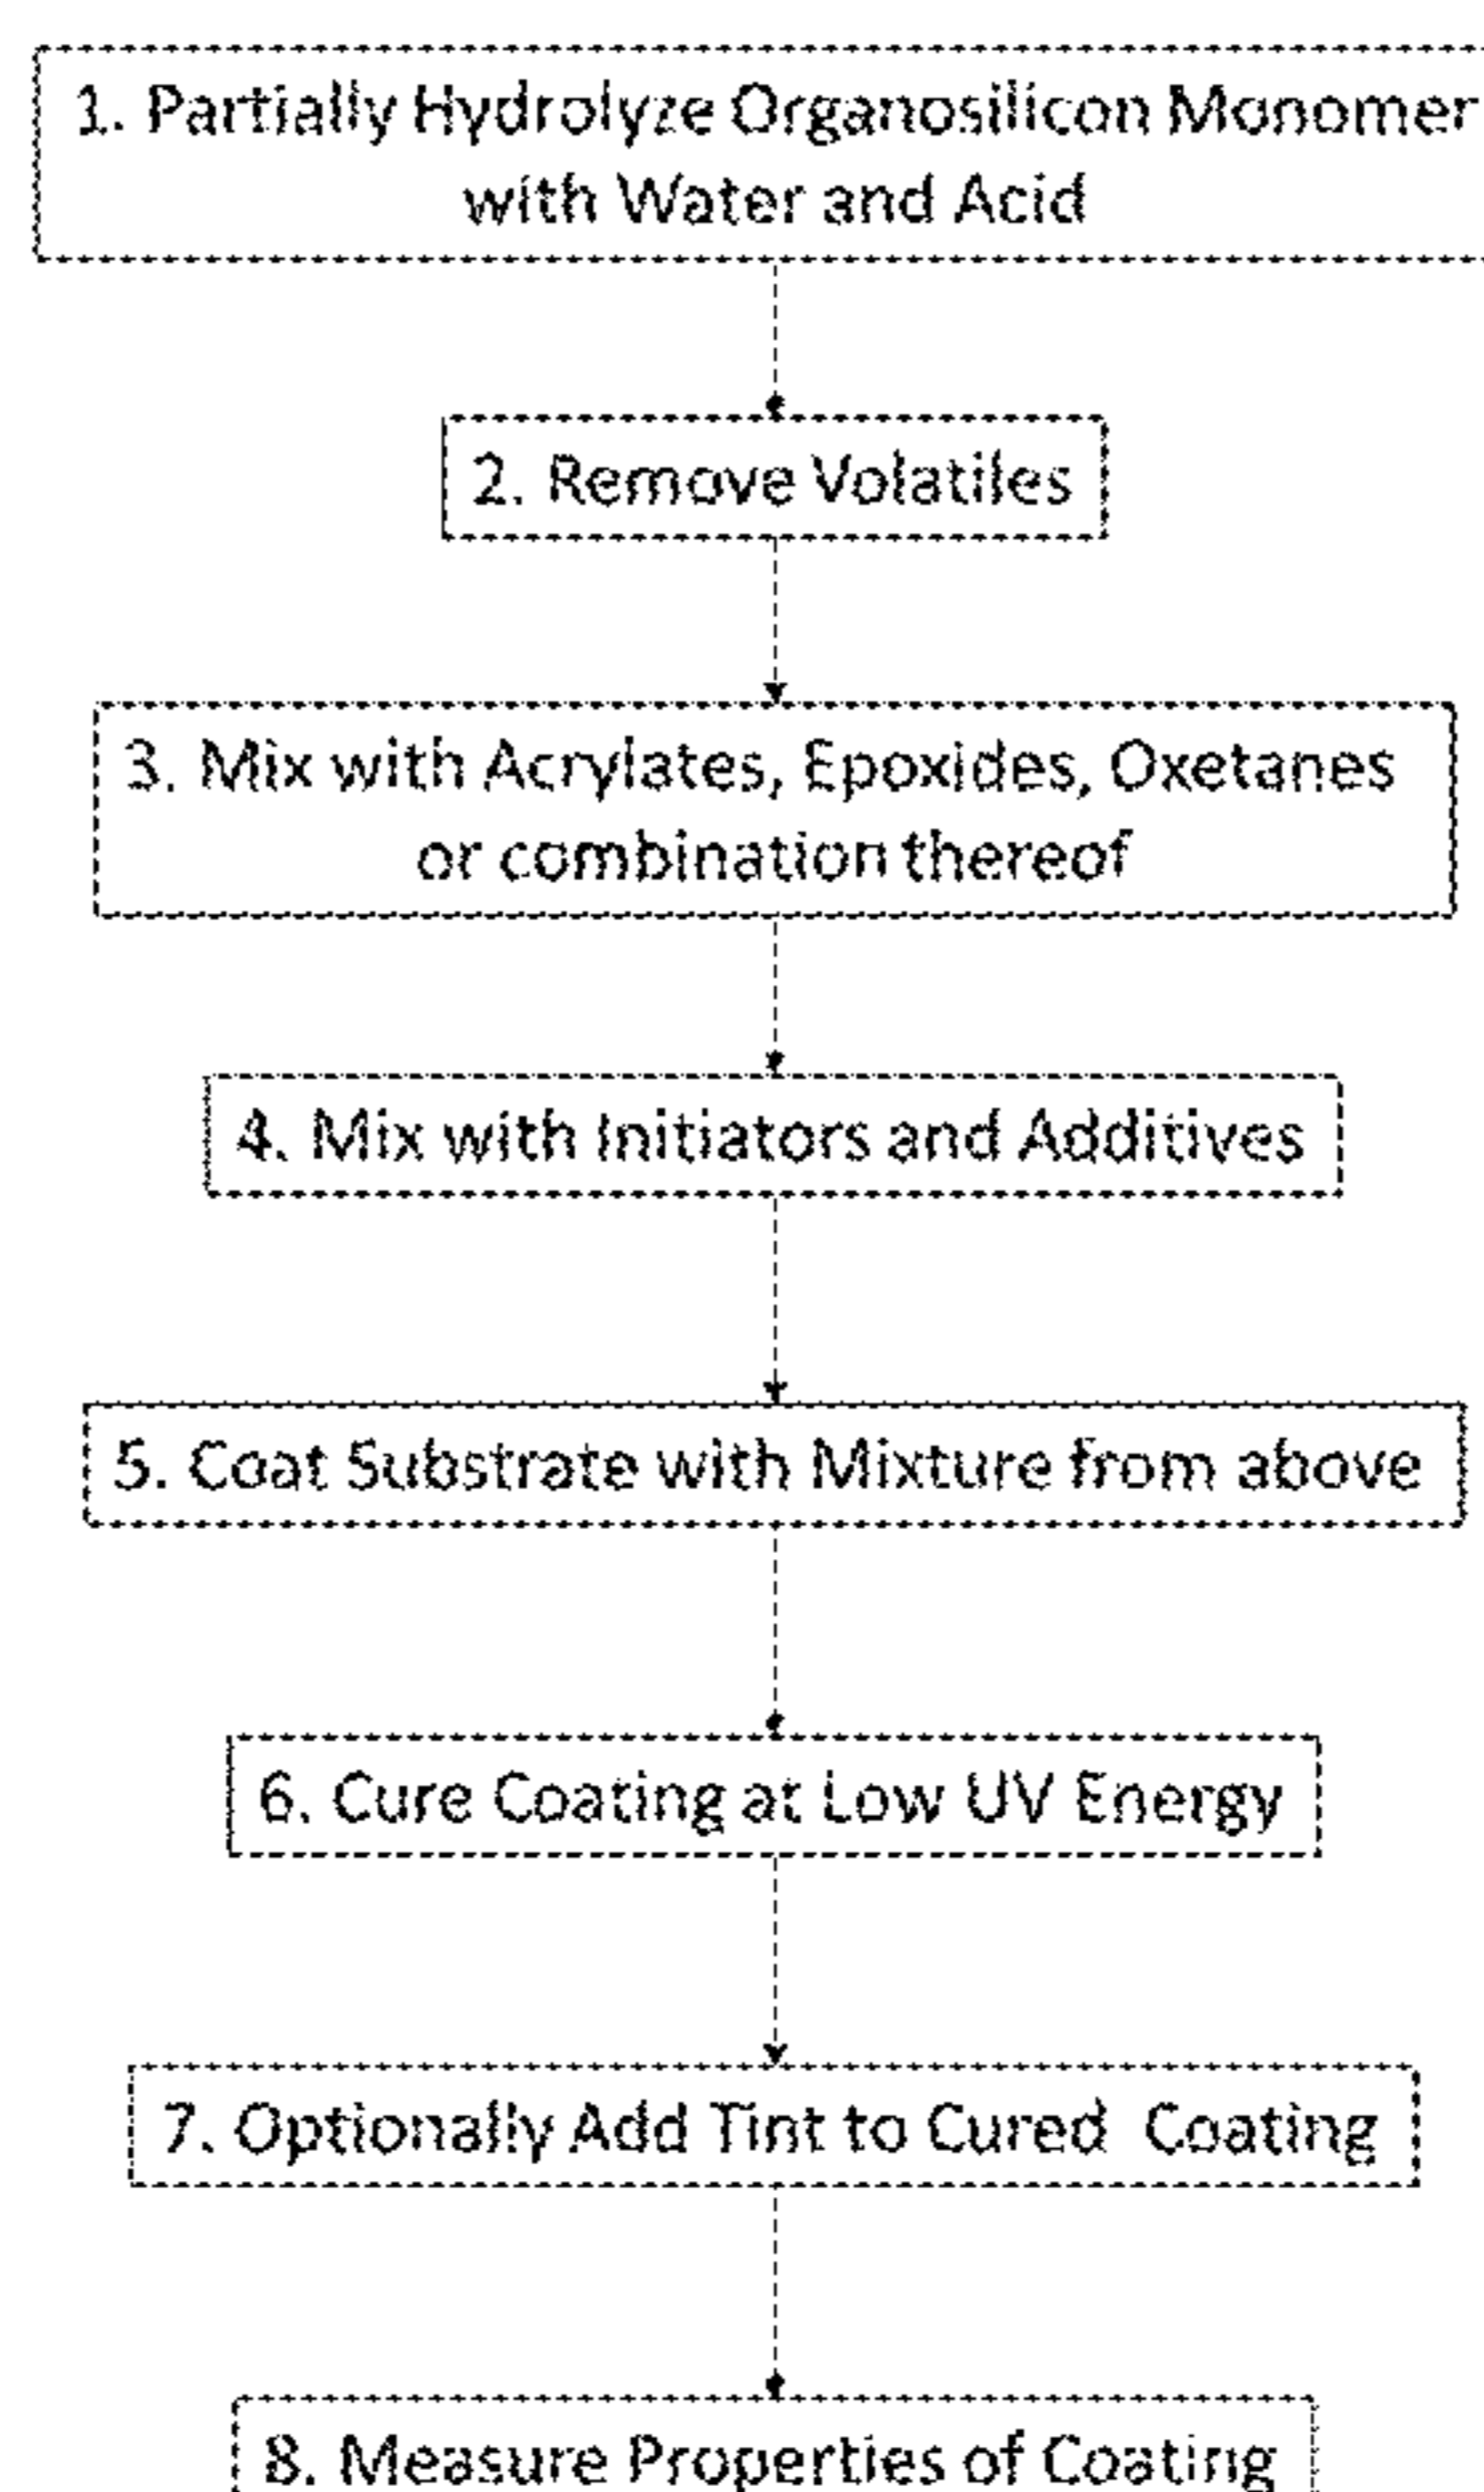 1. Partially Hydrolyze Organosilicon Monomer
with Water and Acid
2. Remove Volatiles
3. Mix with Acrylates, Epoxides, Oxetanes
or combination thereof
4. Mix with Initiators and Additives
5. Coat Substrate with Mixture from above
6. Cure Coating at Low UV Energy
7. Optionally Add Tint to Cured Coating
8. Measure Properties of Coating